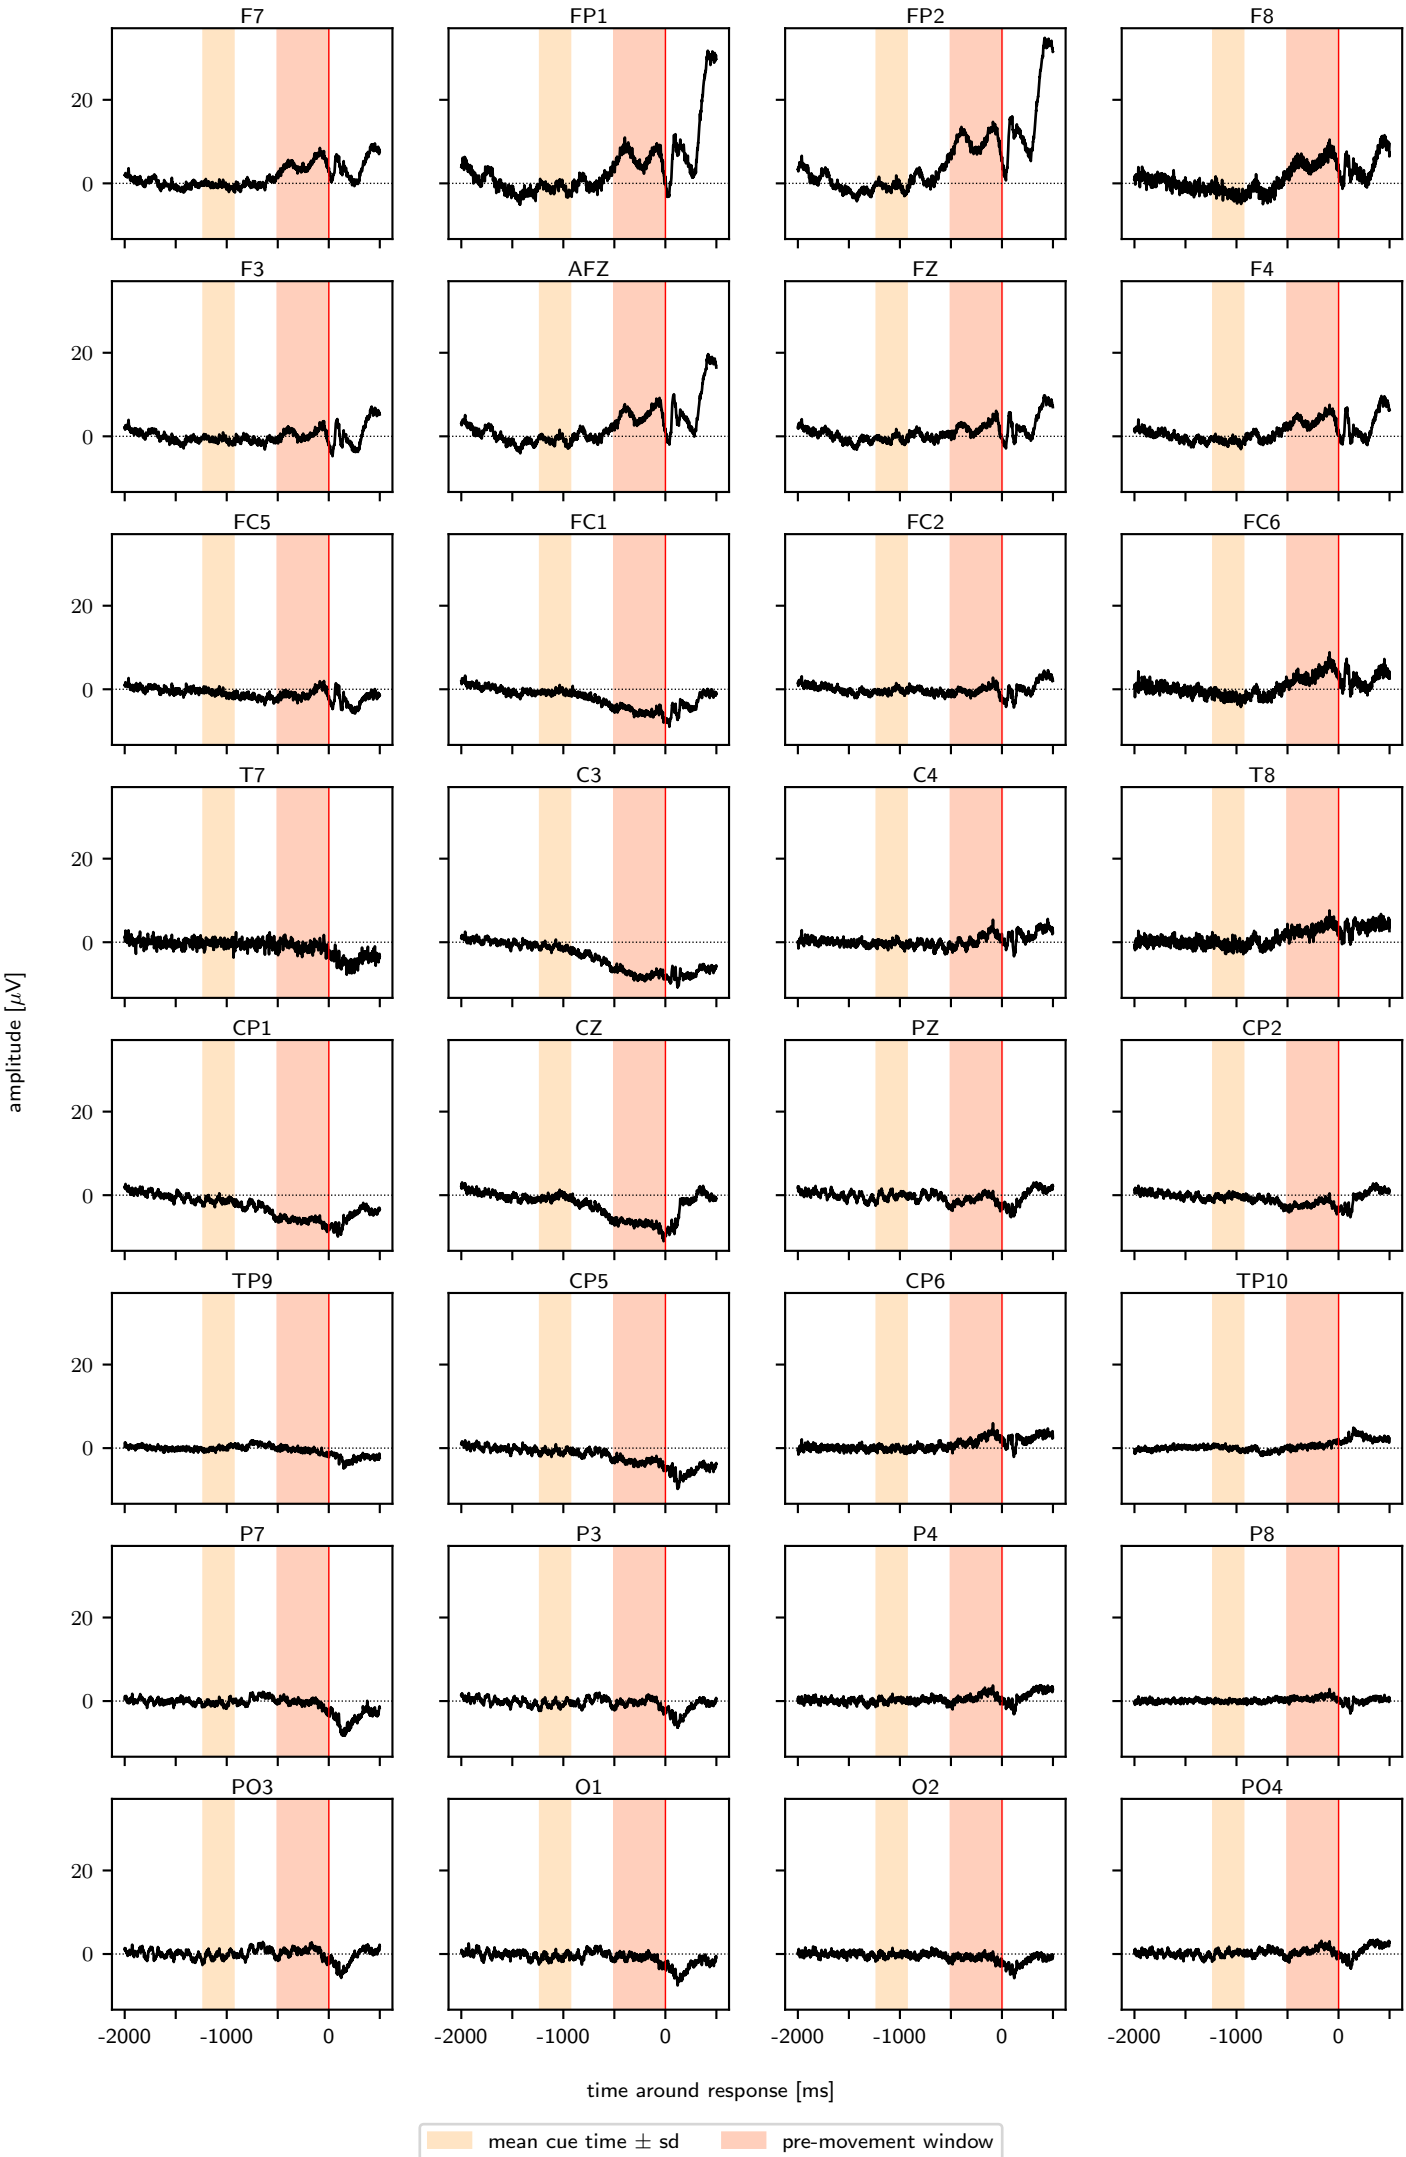 F7 FP1 FP2 F8
20
0
F3 AFZ FZ F4
20
0
FC5 FC1 FC2 FC6
20
0
T7 C3 C4 T8
20
0
amplitude [μV]
CP1 CZ PZ CP2
20
0
TP9 CP5 CP6 TP10
20
0
P7 P3 P4 P8
20
0
PO3 O1 O2 PO4
20
0
-2000 -1000 0 -2000 -1000 0 -2000 -1000 0 -2000 -1000 0
time around response [ms]
mean cue time ± sd pre-movement window